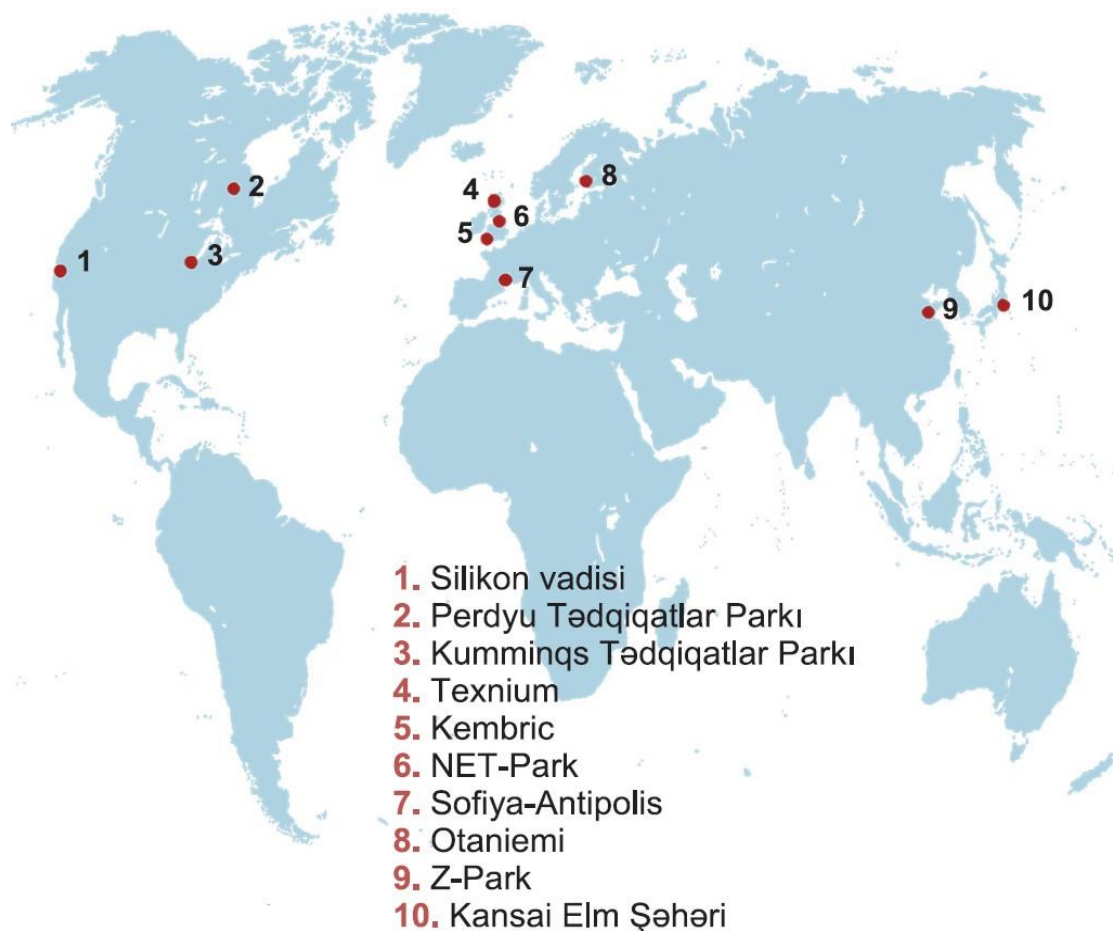 1
2
3
4
5
6
7
8
9
10
1. Silikon vadisi
2. Perdyu Tədqiqatlar Parkı
3. Kumminqs Tədqiqatlar Parkı
4. Texnium
5. Kembric
6. NET-Park
7. Sofiya-Antipolis
8. Otaniemi
9. Z-Park
10. Kansai Elm Şəhəri